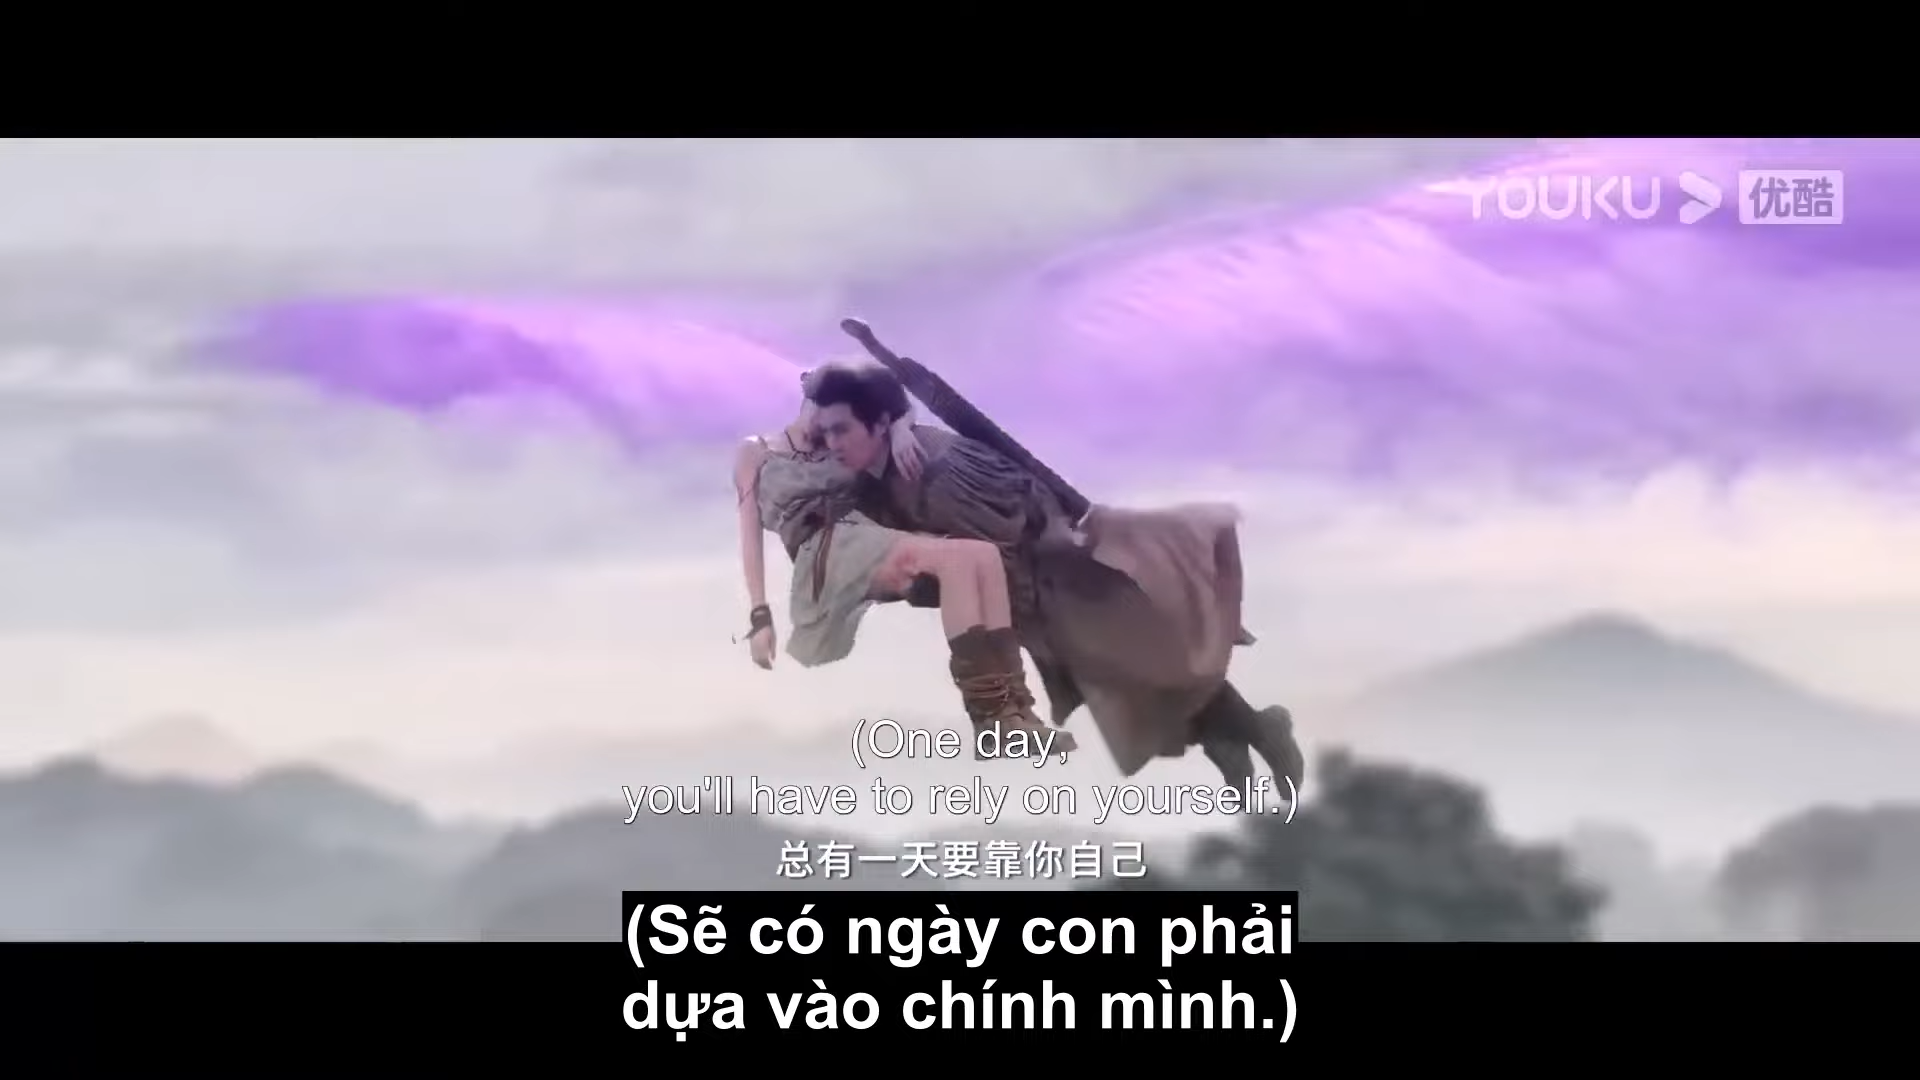 YOUKU 优酷
(One day,
you'll have to rely on yourself.)
总有一天要靠你自己
(Sẽ có ngày con phải
dựa vào chính mình.)